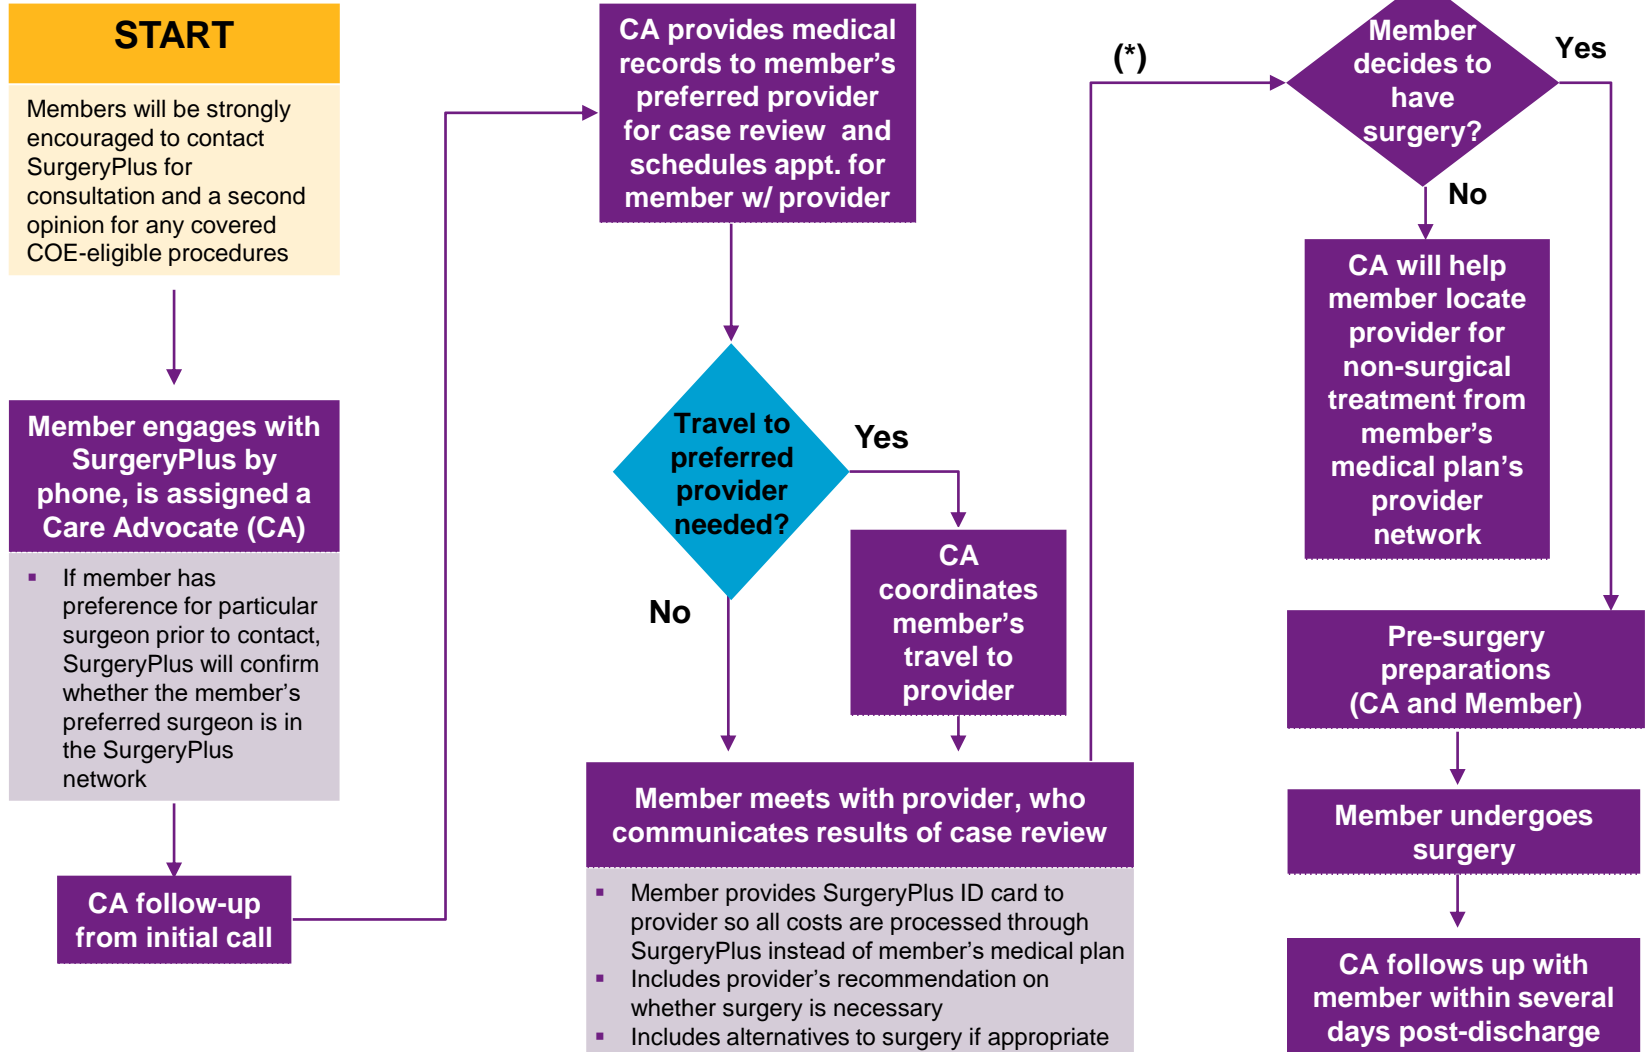 START
Members will be strongly
encouraged to contact
SurgeryPlus for
consultation and a second
opinion for any covered
COE-eligible procedures
Member engages with
SurgeryPlus by
phone, is assigned a
Care Advocate (CA)
▪ If member has
preference for particular
surgeon prior to contact,
SurgeryPlus will confirm
whether the member's
preferred surgeon is in
the SurgeryPlus
network
CA follow-up
from initial call
CA provides medical
records to member's
preferred provider
for case review and
schedules appt. for
member w/ provider
Travel to
preferred
provider
needed?
Yes
No
CA
coordinates
member's
travel to
provider
Member meets with provider, who
communicates results of case review
▪ Member provides SurgeryPlus ID card to
provider so all costs are processed through
SurgeryPlus instead of member's medical plan
▪ Includes provider's recommendation on
whether surgery is necessary
▪ Includes alternatives to surgery if appropriate
(*)
Member
decides to
have
surgery?
Yes
No
CA will help
member locate
provider for
non-surgical
treatment from
member's
medical plan's
provider
network
Pre-surgery
preparations
(CA and Member)
Member undergoes
surgery
CA follows up with
member within several
days post-discharge